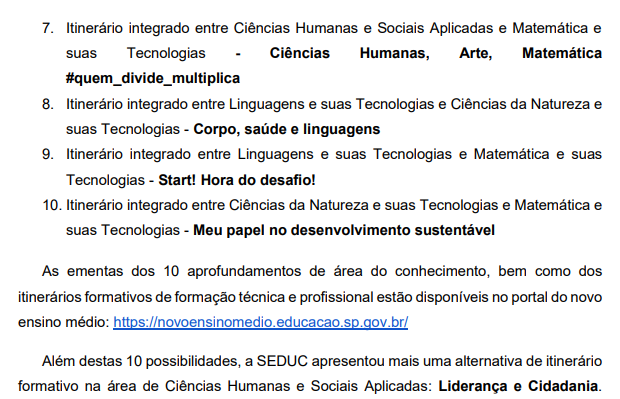 7. Itinerário integrado entre Ciências Humanas e Sociais Aplicadas e Matemática e
suas Tecnologias - Ciências Humanas, Arte, Matemática
#quem_divide_multiplica
8. Itinerário integrado entre Linguagens e suas Tecnologias e Ciências da Natureza e
suas Tecnologias - Corpo, saúde e linguagens
9. Itinerário integrado entre Linguagens e suas Tecnologias e Matemática e suas
Tecnologias - Start! Hora do desafio!
10. Itinerário integrado entre Ciências da Natureza e suas Tecnologias e Matemática e
suas Tecnologias - Meu papel no desenvolvimento sustentável
As ementas dos 10 aprofundamentos de área do conhecimento, bem como dos
itinerários formativos de formação técnica e profissional estão disponíveis no portal do novo
ensino médio: https://novoensinomedio.educacao.sp.gov.br/
Além destas 10 possibilidades, a SEDUC apresentou mais uma alternativa de itinerário
formativo na área de Ciências Humanas e Sociais Aplicadas: Liderança e Cidadania.